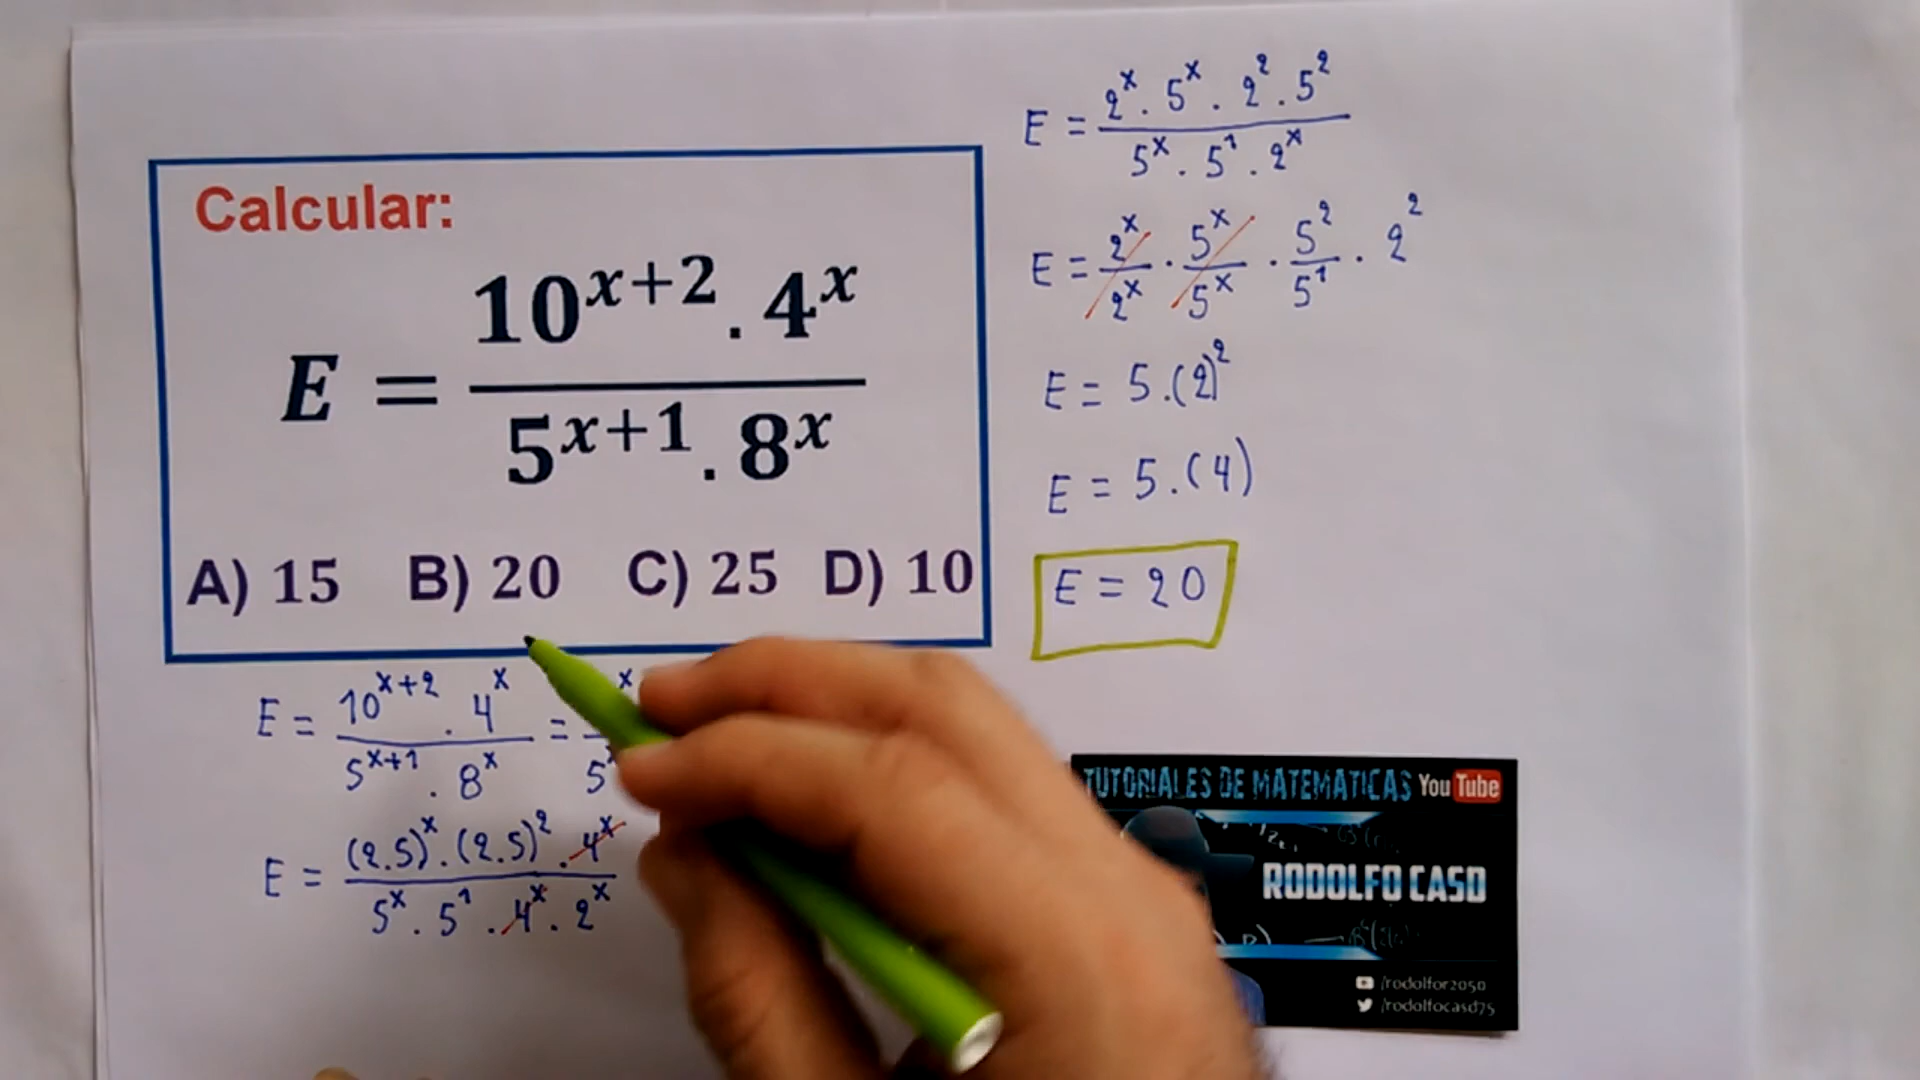 Calcular:
E = 10^{x+2} . 4^x / 5^{x+1} . 8^x
A) 15 B) 20 C) 25 D) 10
E = 10^{x+2} . 4^x / 5^{x+1} . 8^x =
E = (2.5)^x . (2.5)^2 . 4^x / 5^x . 5^1 . 4^x . 2^x
E = 2^x . 5^x . 2^2 . 5^2 / 5^x . 5^1 . 2^x
E = 2^x / 2^x . 5^x / 5^x . 5^2 / 5^1 . 2^2
E = 5.(2)^2
E = 5.(4)
E = 20
TUTORIALES DE MATEMATICAS YouTube
RODOLFO CASO
/rodolfor2050
/rodolfocaso75